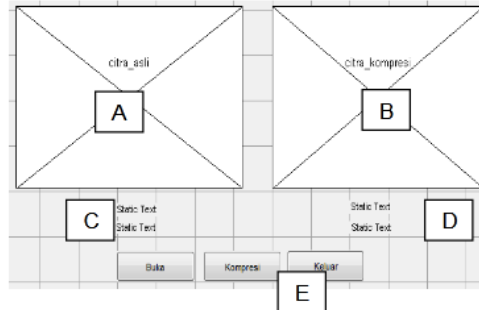 citra_asli
citra_kompresi
A
B
Static Text
Static Text
C
D
Static Text
Static Text
Buka
Kompresi
Keluar
E